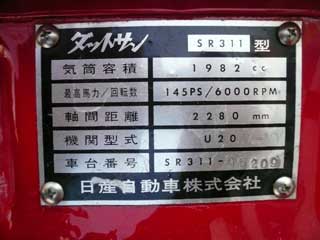 ダットサン SR311 型
気筒容積 1982 cc
最高馬力/回転数 145PS/6000RPM
軸間距離 2280 mm
機関型式 U20
車台番号 SR311-
日産自動車株式会社